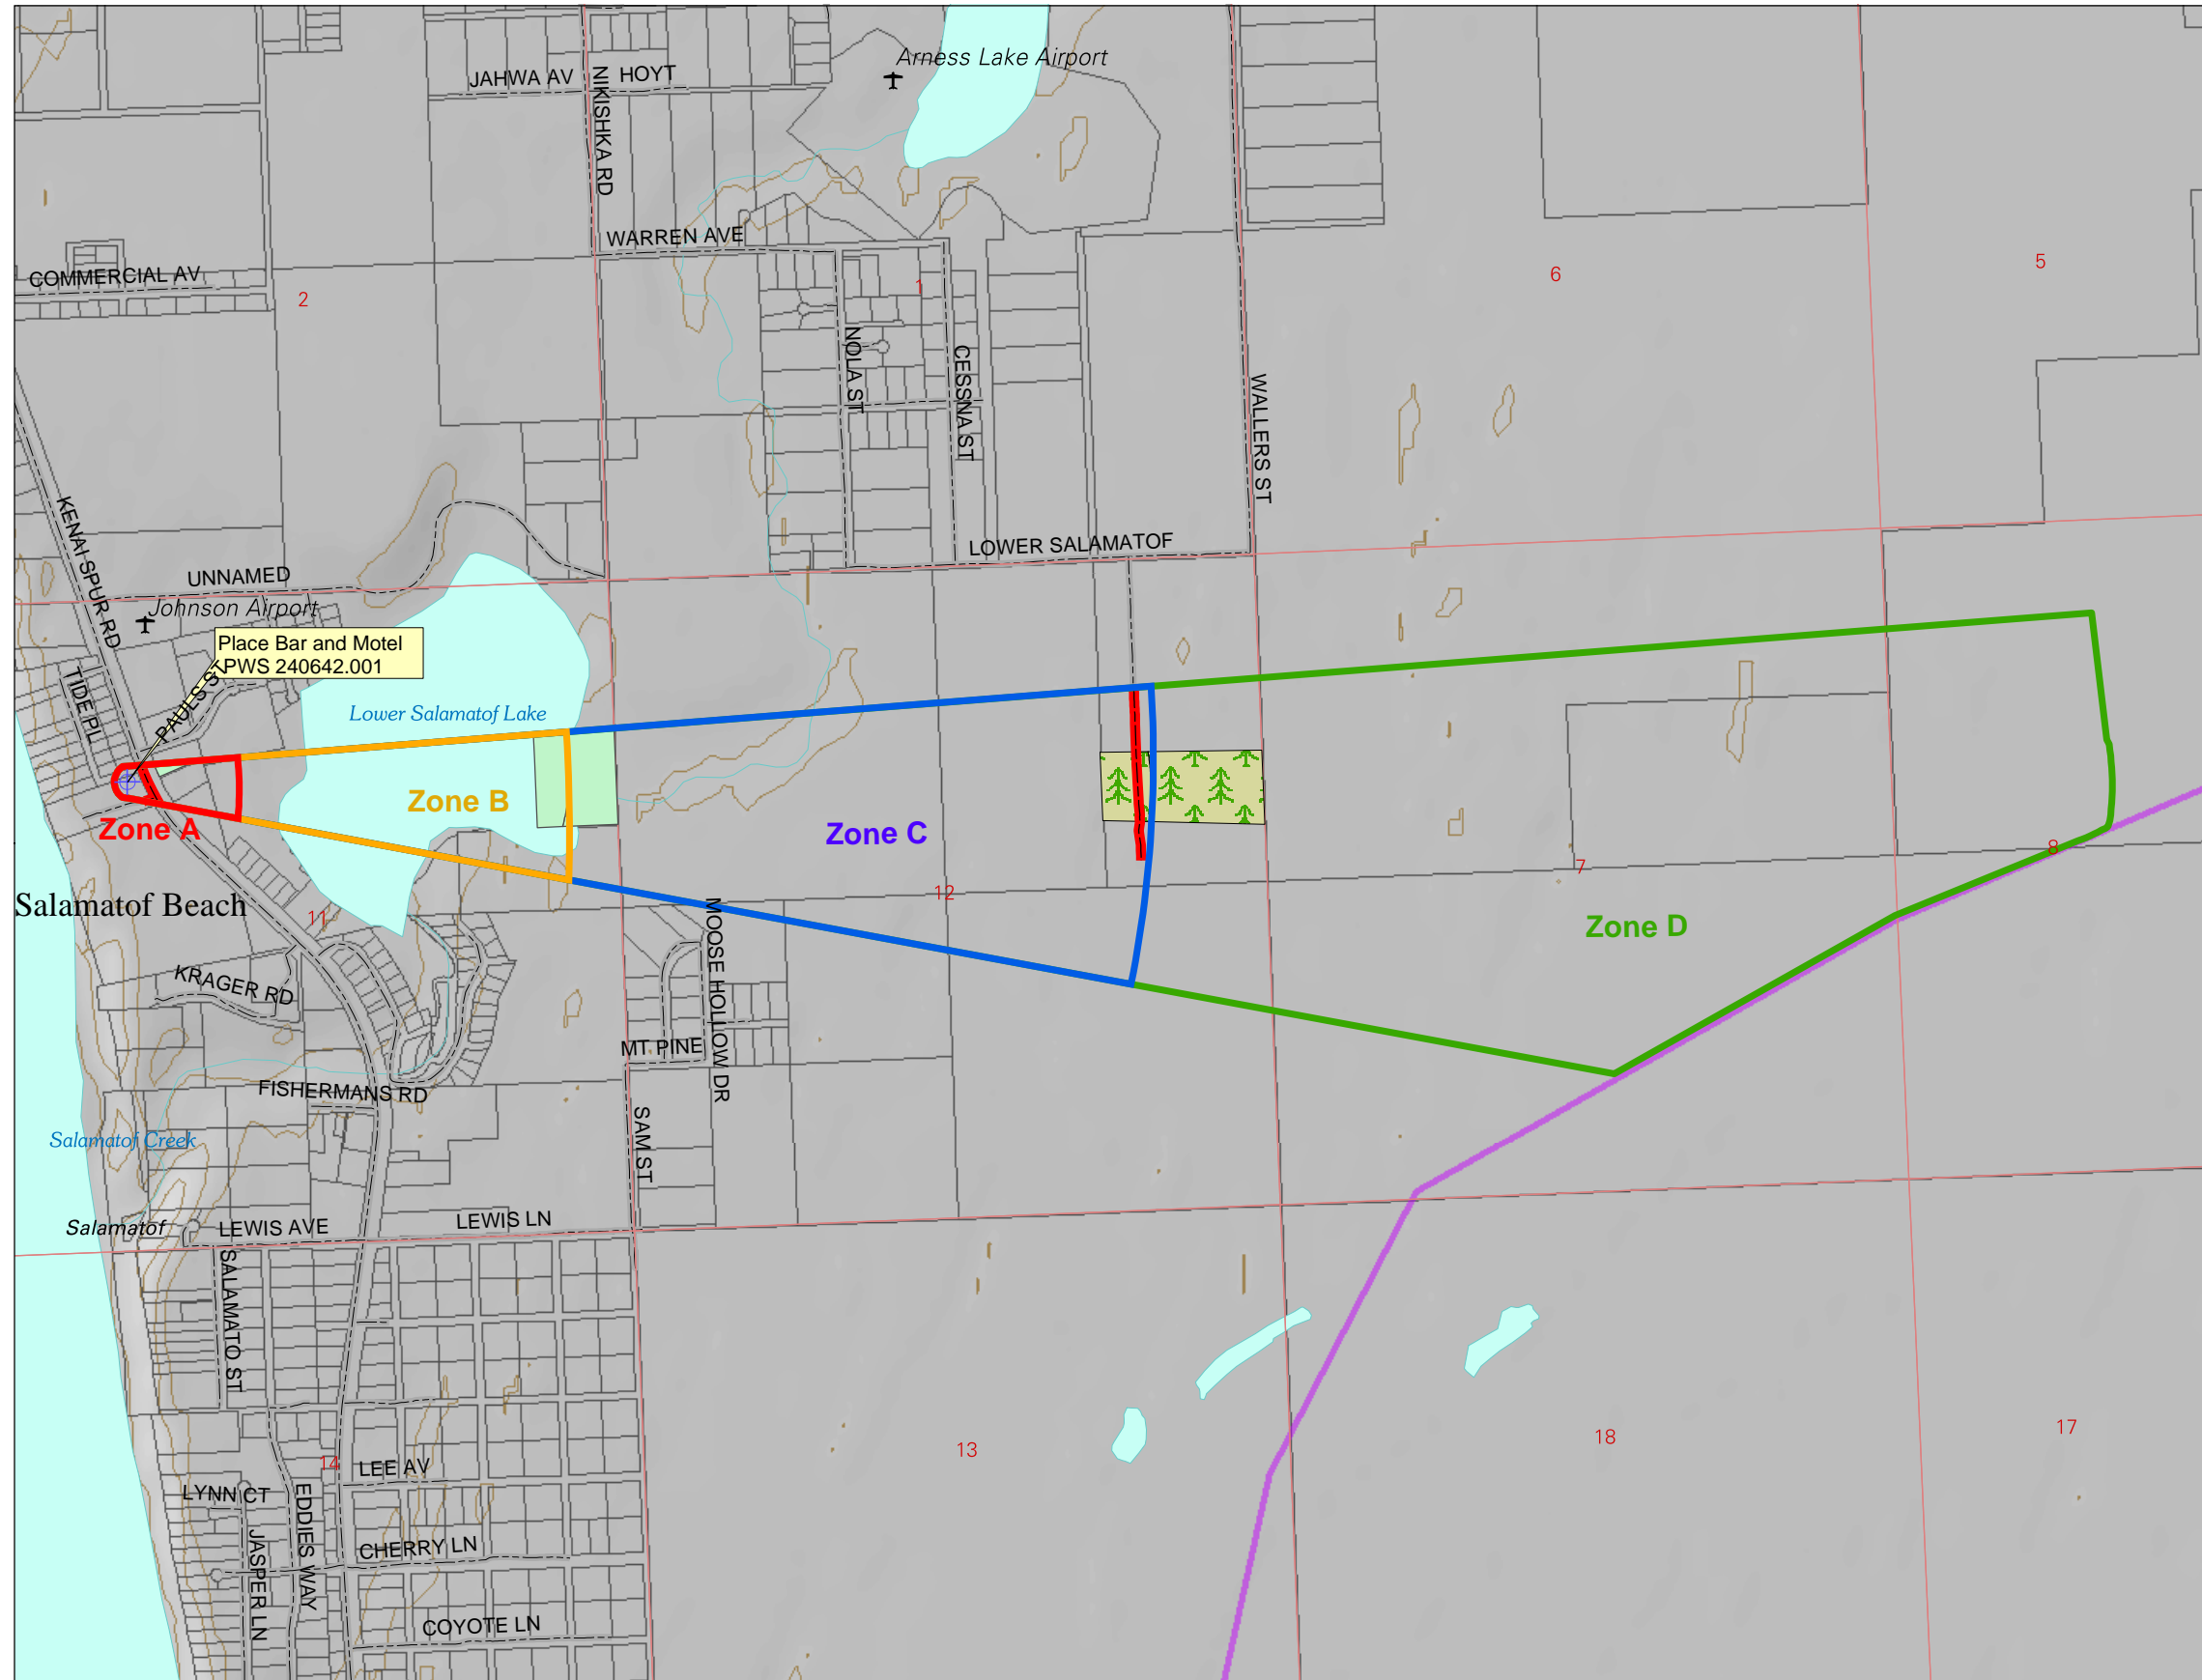 Arness Lake Airport
JAHWA AV
HOYT
NIKISHKA RD
WARREN AVE
COMMERCIAL AV
2
1
6
5
NOLA ST
CESSNA ST
WALLERS ST
KENAI SPUR RD
LOWER SALAMATOF
UNNAMED
Johnson Airport
Place Bar and Motel
PWS 240642.001
TIDE PL
PAULS ST
Lower Salamatof Lake
Zone A
Zone B
Zone C
Zone D
7
8
12
11
Salamatof Beach
MOOSE HOLLOW DR
KRAGER RD
MT PINE
FISHERMANS RD
SAM ST
Salamatof Creek
Salamatof
LEWIS AVE
LEWIS LN
SALAMATO ST
13
18
17
14
LEE AV
LYNN CT
EDDIES WAY
JASPER LN
CHERRY LN
COYOTE LN